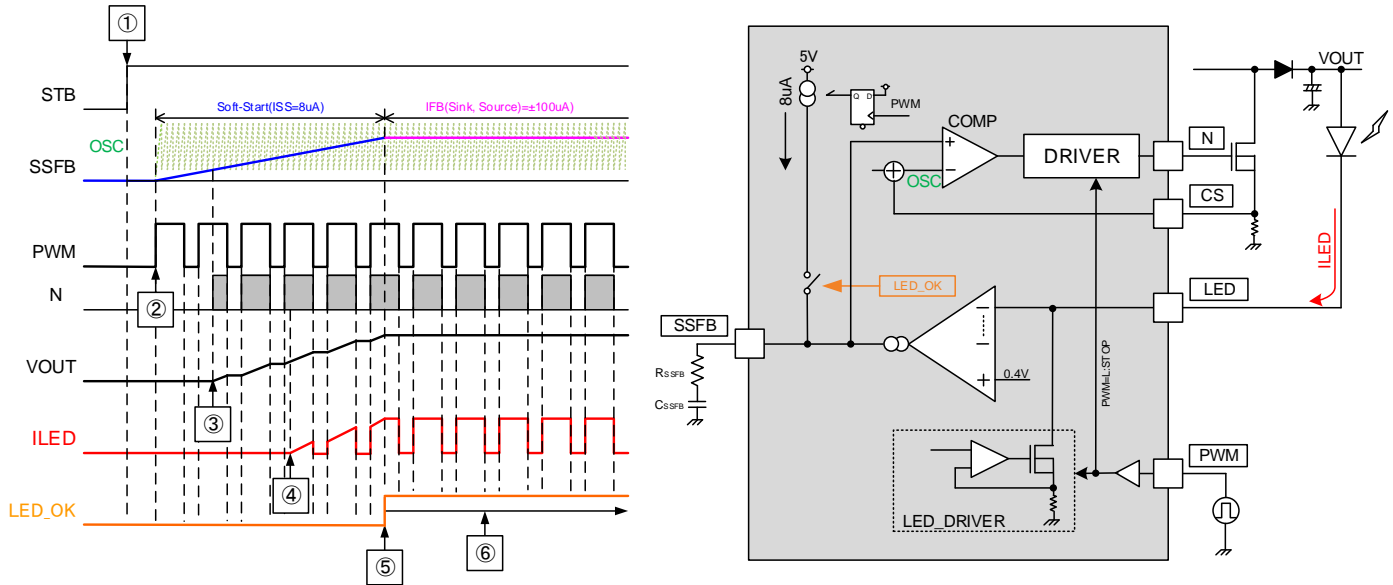 ①
STB
Soft-Start(ISS=8uA)
IFB(Sink, Source)=±100uA)
OSC
SSFB
PWM
②
N
VOUT
③
ILED
④
LED_OK
⑤
⑥
5V
8uA
Q D
PWM
COMP
OSC
DRIVER
N
CS
VOUT
ILED
LED_OK
LED
SSFB
RSSFB
CSSFB
0.4V
PWM=L:STOP
LED_DRIVER
PWM